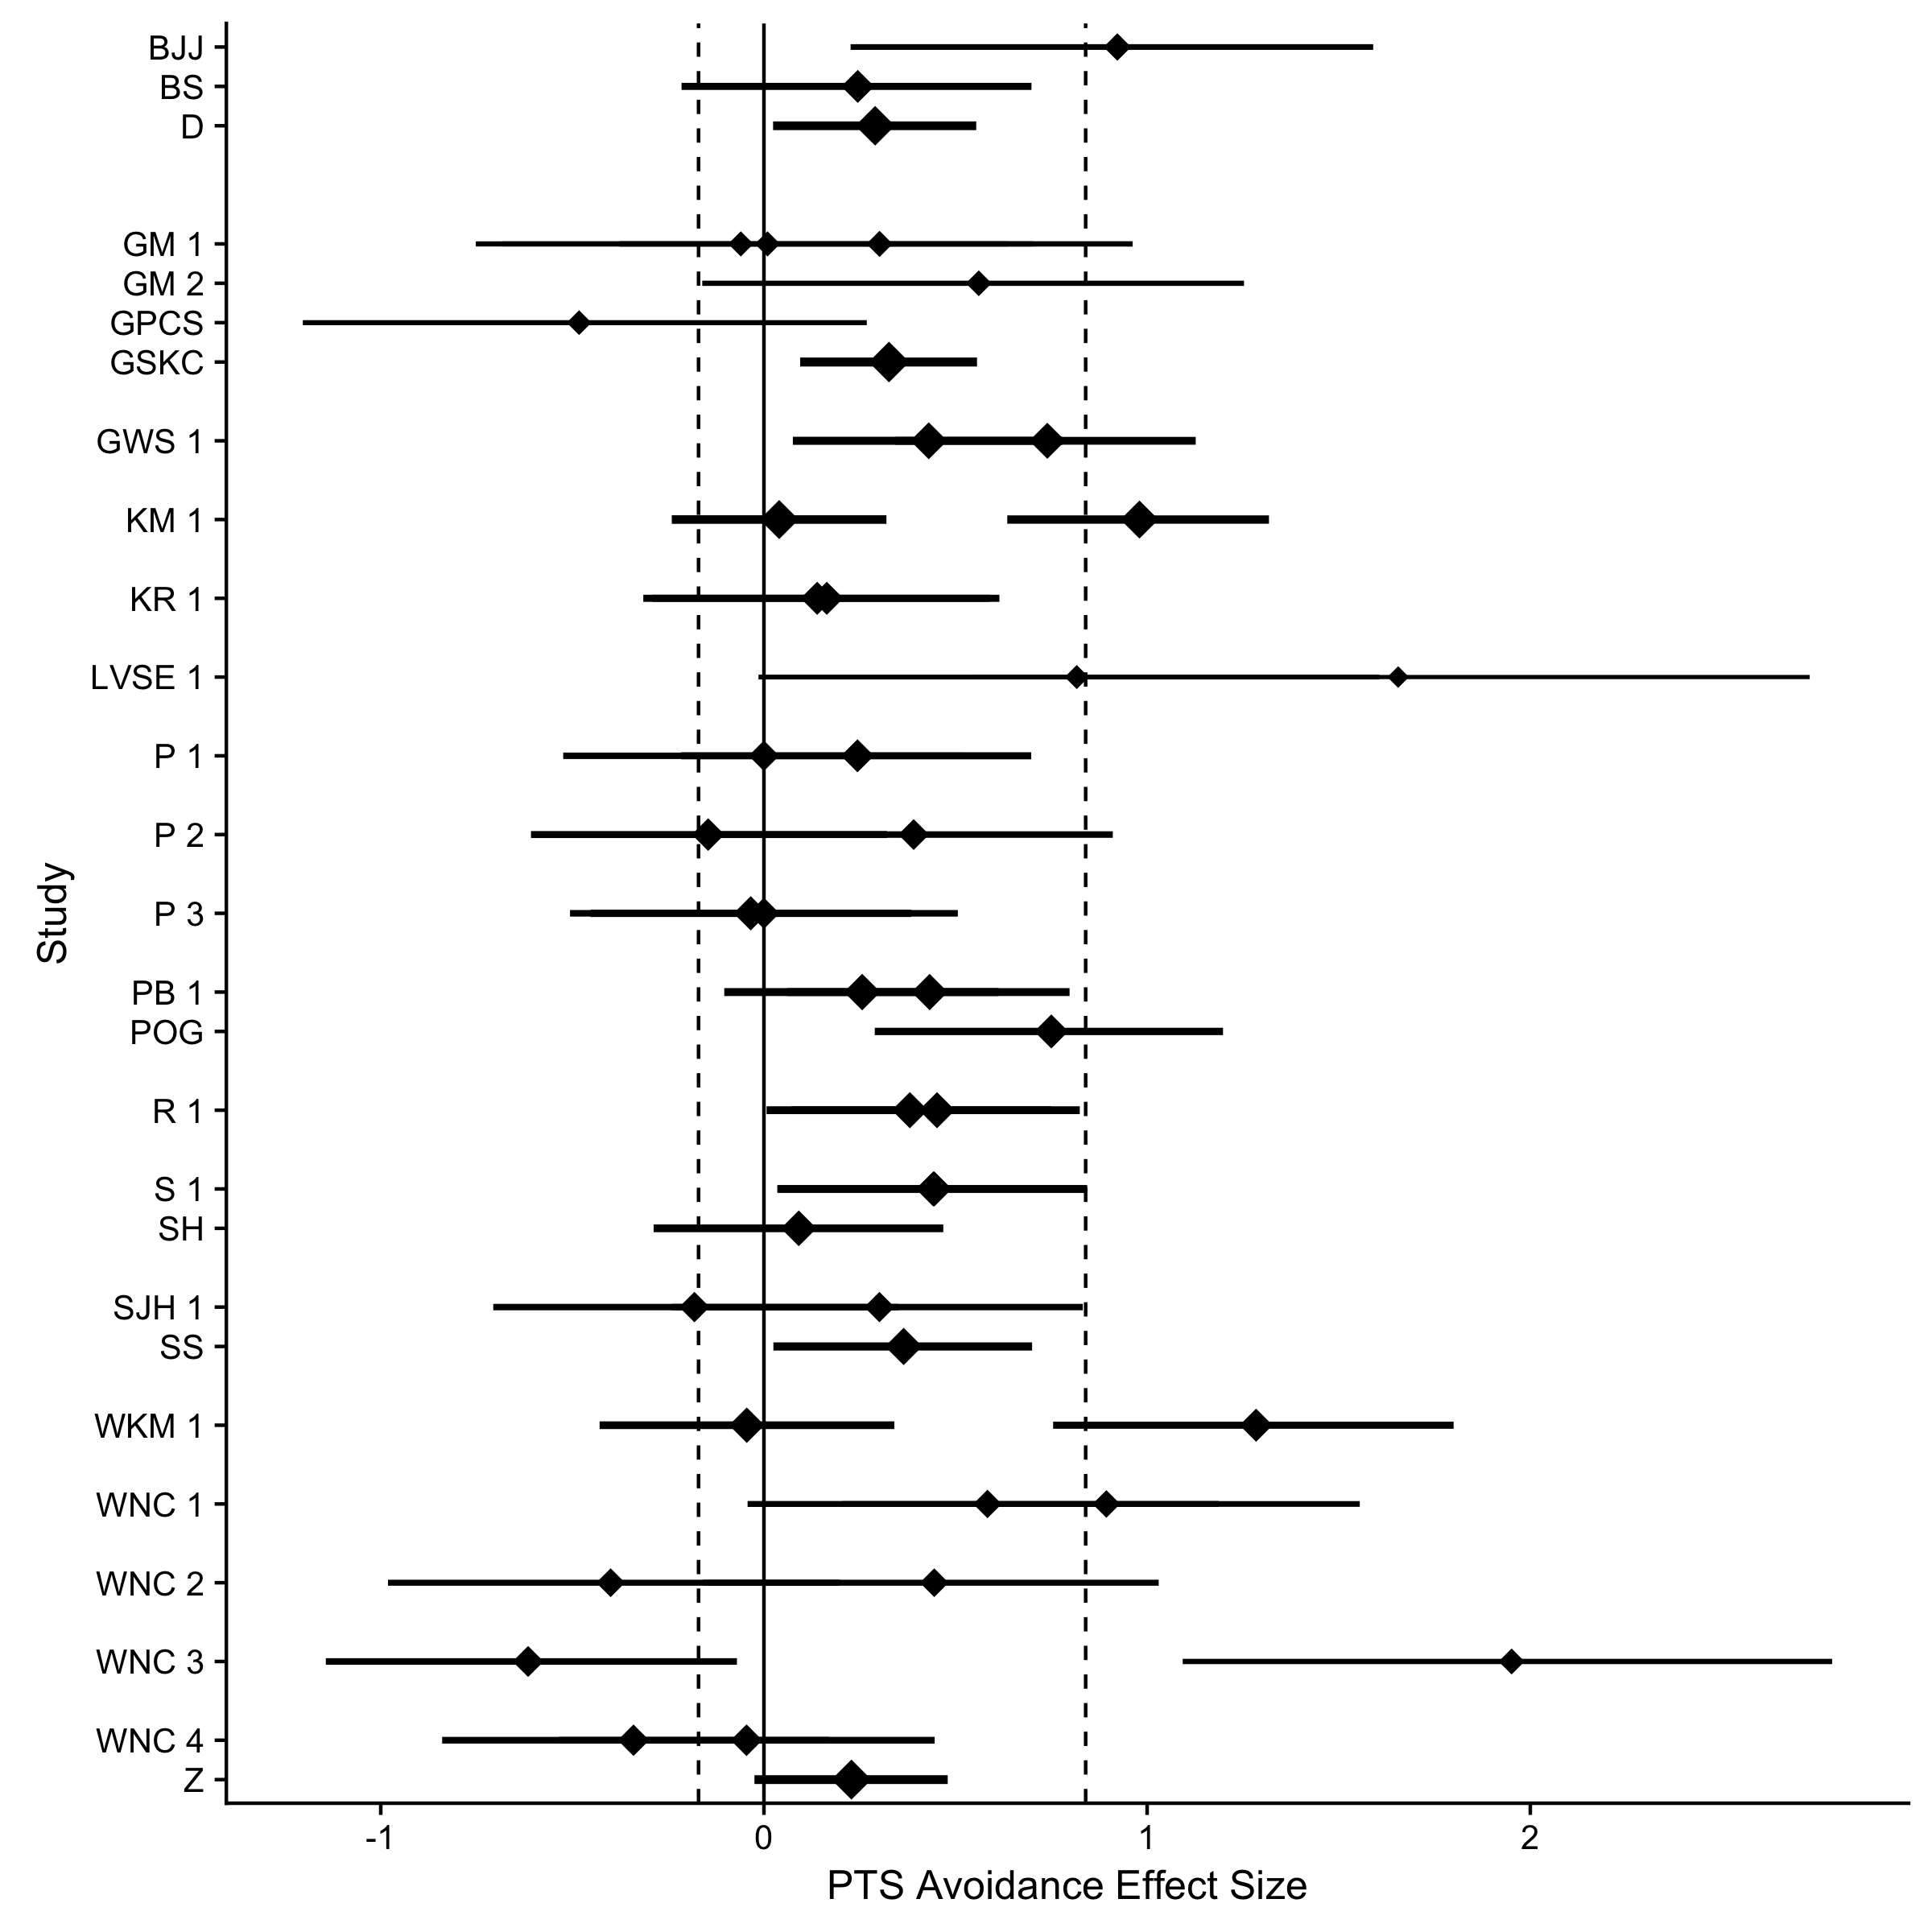 BJJ
BS
D
GM 1
GM 2
GPCS
GSKC
GWS 1
KM 1
KR 1
LVSE 1
P 1
P 2
P 3
PB 1
POG
R 1
S 1
SH
SJH 1
SS
WKM 1
WNC 1
WNC 2
WNC 3
WNC 4
Z
Study
-1 0 1 2
PTS Avoidance Effect Size